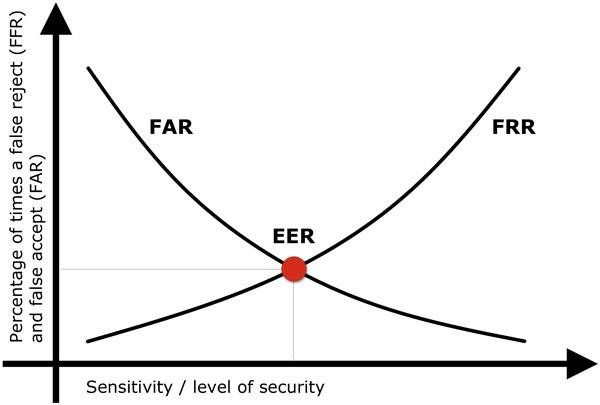 Percentage of times a false reject (FFR)
and false accept (FAR)
FAR
FRR
EER
Sensitivity / level of security